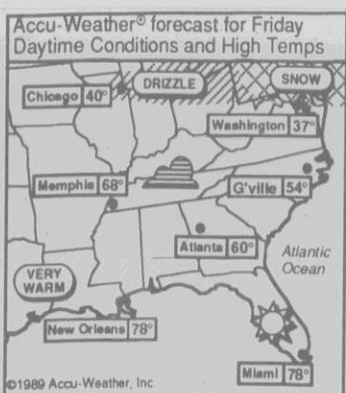 Accu-Weather® forecast for Friday
Daytime Conditions and High Temps
DRIZZLE
SNOW
Chicago 40°
Washington 37°
Memphis 68°
G'ville 54°
Atlanta 60°
Atlantic
Ocean
VERY
WARM
New Orleans 78°
Miami 78°
©1989 Accu-Weather, Inc.